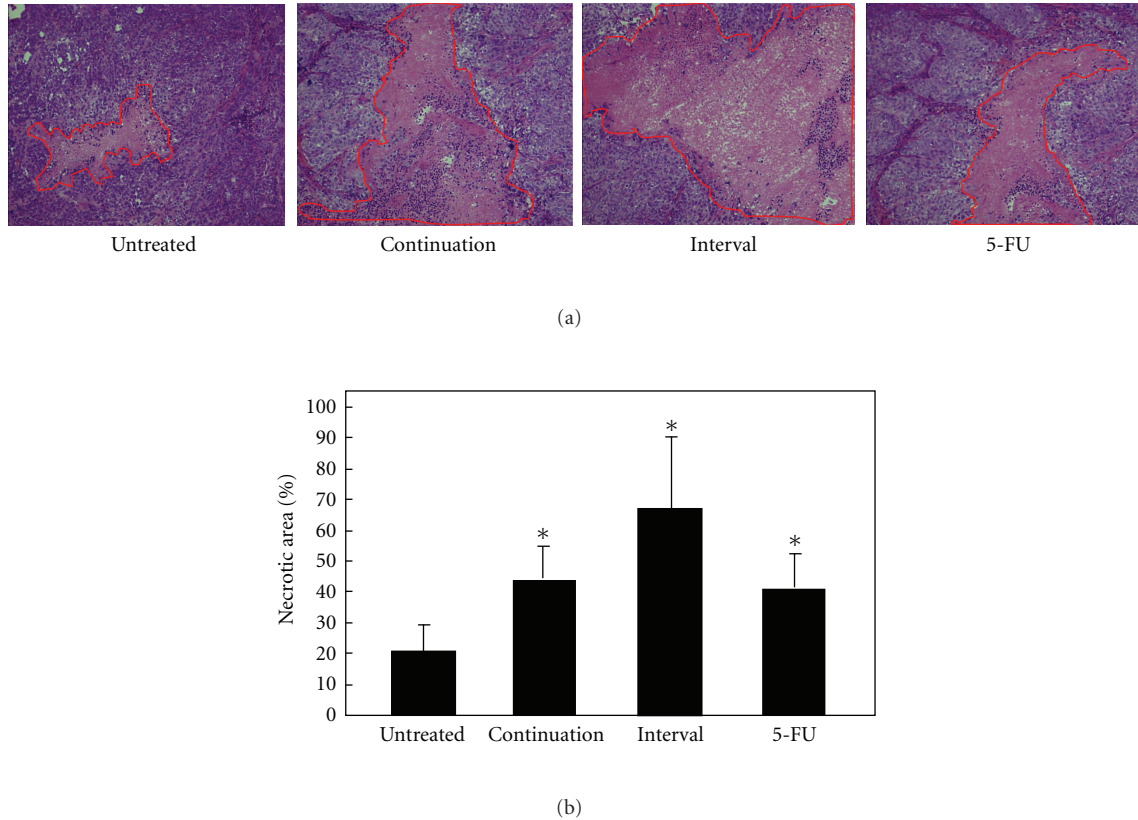 Untreated
Continuation
Interval
5-FU
(a)
Necrotic area (%)
100
90
80
70
60
50
40
30
20
10
0
*
*
*
Untreated
Continuation
Interval
5-FU
(b)